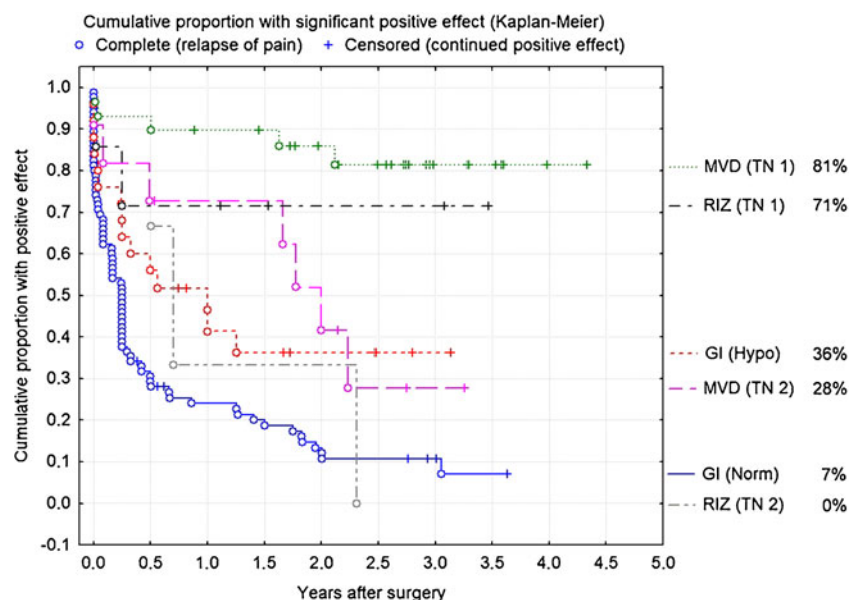 Cumulative proportion with significant positive effect (Kaplan-Meier)
Complete (relapse of pain) + Censored (continued positive effect)
Cumulative proportion with positive effect
1.0
0.9
0.8
0.7
0.6
0.5
0.4
0.3
0.2
0.1
0.0
-0.1
MVD (TN 1) 81%
RIZ (TN 1) 71%
GI (Hypo) 36%
MVD (TN 2) 28%
GI (Norm) 7%
RIZ (TN 2) 0%
0.0 0.5 1.0 1.5 2.0 2.5 3.0 3.5 4.0 4.5 5.0
Years after surgery